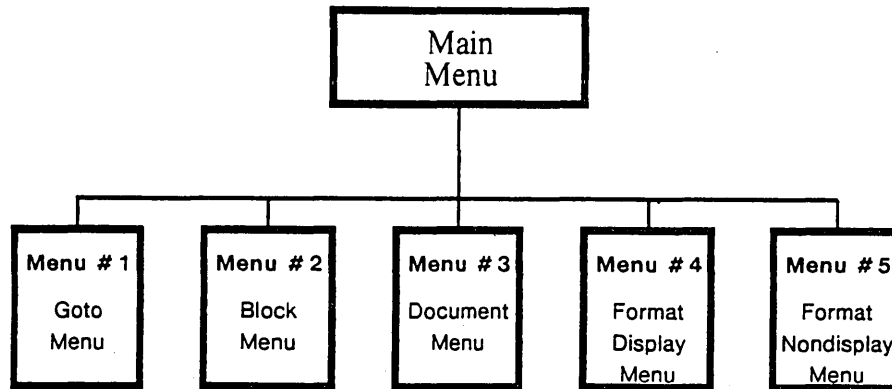 Main
Menu
Menu # 1
Goto
Menu
Menu # 2
Block
Menu
Menu # 3
Document
Menu
Menu # 4
Format
Display
Menu
Menu # 5
Format
Nondisplay
Menu